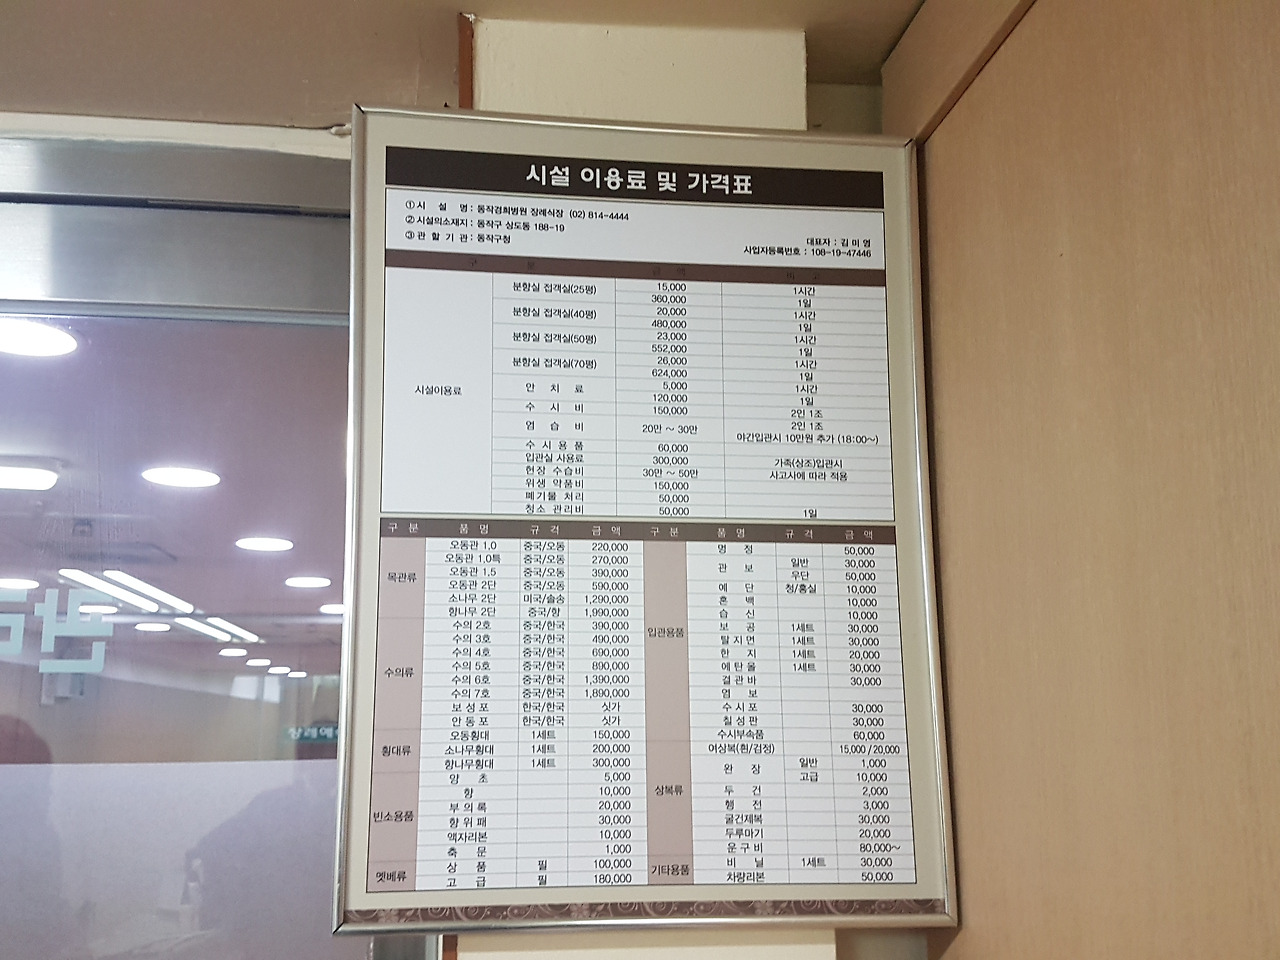 시설 이용료 및 가격표
① 시 설 명 : 동작경희병원 장례식장 (02) 814-4444
② 시설의소재지 : 동작구 상도동 188-19
③ 관 할 기 관 : 동작구청
대표자 : 김 미 영
사업자등록번호 : 108-19-47446
구 분 금 액 비 고
시설이용료
분향실 접객실(25평) 15,000 1시간
360,000 1일
분향실 접객실(40평) 20,000 1시간
480,000 1일
분향실 접객실(50평) 23,000 1시간
552,000 1일
분향실 접객실(70평) 26,000 1시간
624,000 1일
안 치 료 5,000 1시간
120,000 1일
수 시 비 150,000 2인 1조
염 습 비 20만 ~ 30만 2인 1조
야간입관시 10만원 추가 (18:00~)
수 시 용 품 60,000
입관실 사용료 300,000 가족(상조)입관시
현장 수습비 30만 ~ 50만 사고사에 따라 적용
위생 약품비 150,000
폐기물 처리 50,000
청소 관리비 50,000 1일
구 분 품 명 규 격 금 액
목관류
오동관 1.0 중국/오동 220,000
오동관 1.0특 중국/오동 270,000
오동관 1.5 중국/오동 390,000
오동관 2단 중국/오동 590,000
소나무 2단 미국/솔송 1,290,000
향나무 2단 중국/향 1,990,000
수의류
수의 2호 중국/한국 390,000
수의 3호 중국/한국 490,000
수의 4호 중국/한국 690,000
수의 5호 중국/한국 890,000
수의 6호 중국/한국 1,390,000
수의 7호 중국/한국 1,890,000
보 성 포 한국/한국 싯가
안 동 포 한국/한국 싯가
횡대류
오동횡대 1세트 150,000
소나무횡대 1세트 200,000
향나무횡대 1세트 300,000
빈소용품
양 초 5,000
향 10,000
부 의 록 20,000
향 위 패 30,000
액자리본 10,000
축 문 1,000
멧베류
상 품 필 100,000
고 급 필 180,000
구 분 품 명 규 격 금 액
입관용품
명 정 50,000
관 보 일반 30,000
우단 50,000
예 단 청/홍실 10,000
혼 백 10,000
습 신 10,000
보 공 1세트 30,000
탈 지 면 1세트 30,000
한 지 1세트 20,000
에 탄 올 1세트 30,000
결 관 바 30,000
염 보
수 시 포 30,000
칠 성 판 30,000
수시부속품 60,000
상복류
여상복(흰/검정) 15,000 / 20,000
완 장 일반 1,000
고급 10,000
두 건 2,000
행 전 3,000
굴건제복 30,000
두루마기 20,000
기타용품
운 구 비 80,000~
비 닐 1세트 30,000
차량리본 50,000